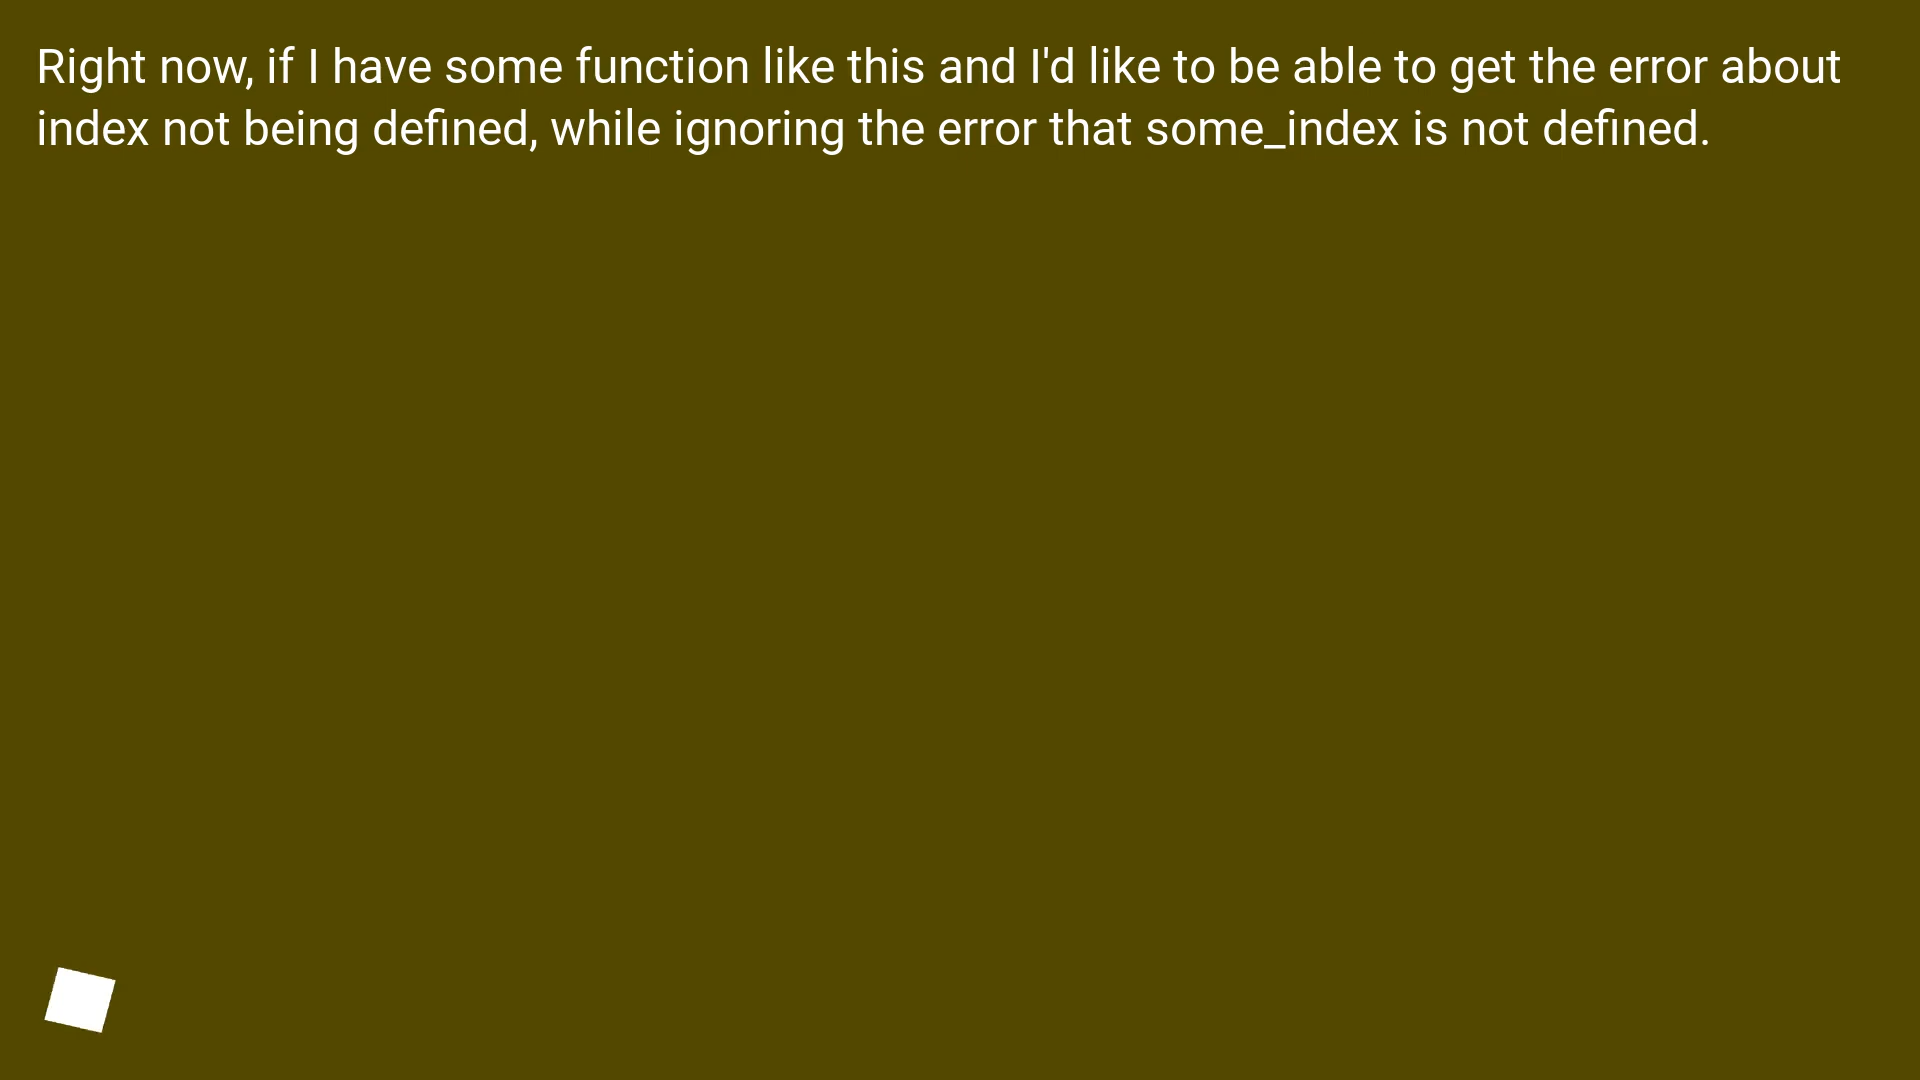 Right now, if I have some function like this and I'd like to be able to get the error about
index not being defined, while ignoring the error that some_index is not defined.